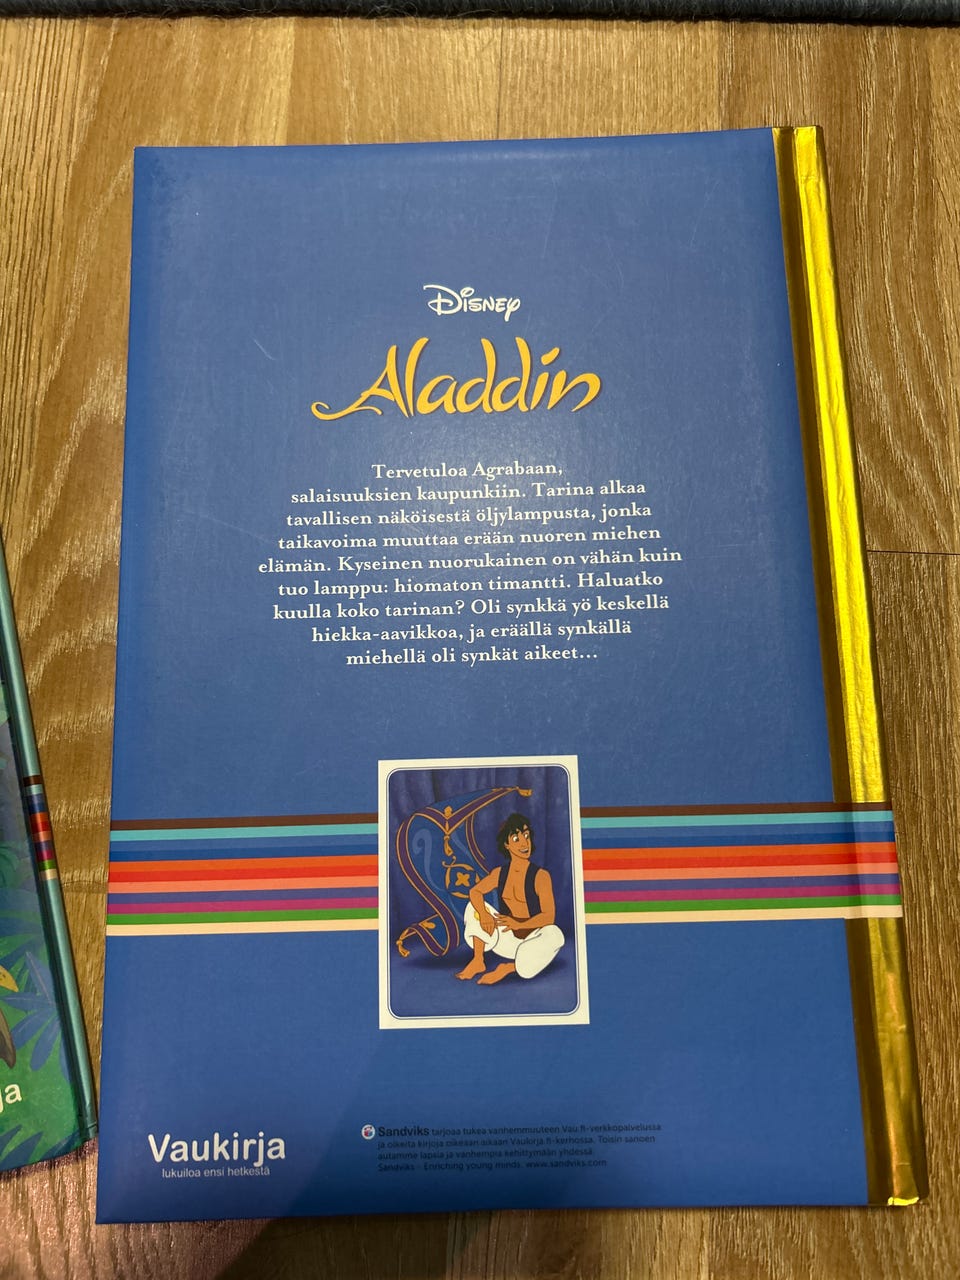 Disney
Aladdin
Tervetuloa Agrabaan,
salaisuuksien kaupunkiin. Tarina alkaa
tavallisen näköisestä öljylampusta, jonka
taikavoima muuttaa erään nuoren miehen
elämän. Kyseinen nuorukainen on vähän kuin
tuo lamppu: hiomaton timantti. Haluatko
kuulla koko tarinan? Oli synkkä yö keskellä
hiekka-aavikkoa, ja eräällä synkällä
miehellä oli synkät aikeet...
ja
Vaukirja
lukuiloa ensi hetkestä
Sandviks tarjoaa tukea vanhemmuuteen Vau.fi-verkkopalvelussa
ja oikeita kirjoja oikeaan aikaan Vaukirja.fi-kerhossa. Toisin sanoen
autamme lapsia ja vanhempia kehittymään yhdessä.
Sandviks - Enriching young minds. www.sandviks.com